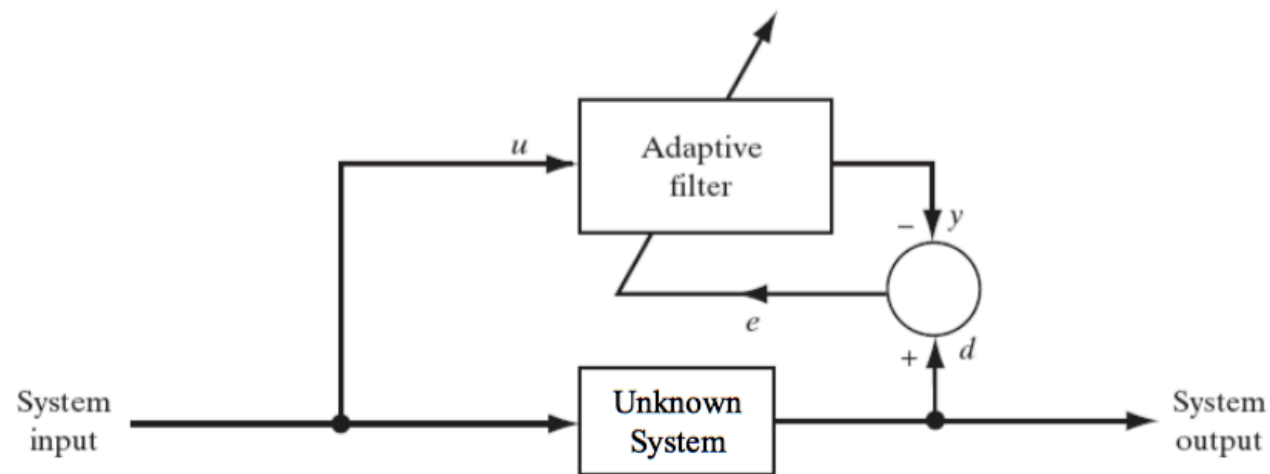 Adaptive
filter
u
− y
e
+ d
System
input
Unknown
System
System
output